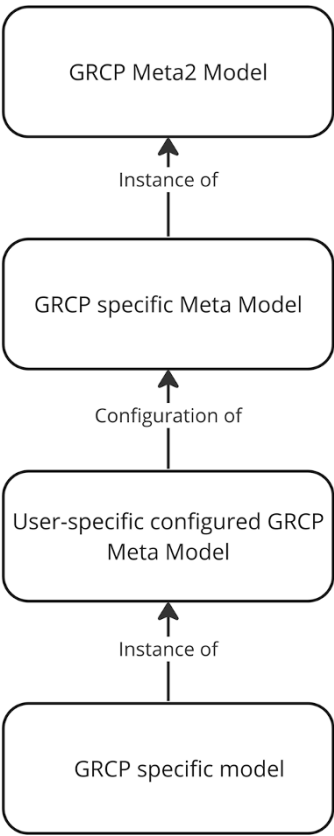 GRCP Meta2 Model
Instance of
GRCP specific Meta Model
Configuration of
User-specific configured GRCP
Meta Model
Instance of
GRCP specific model